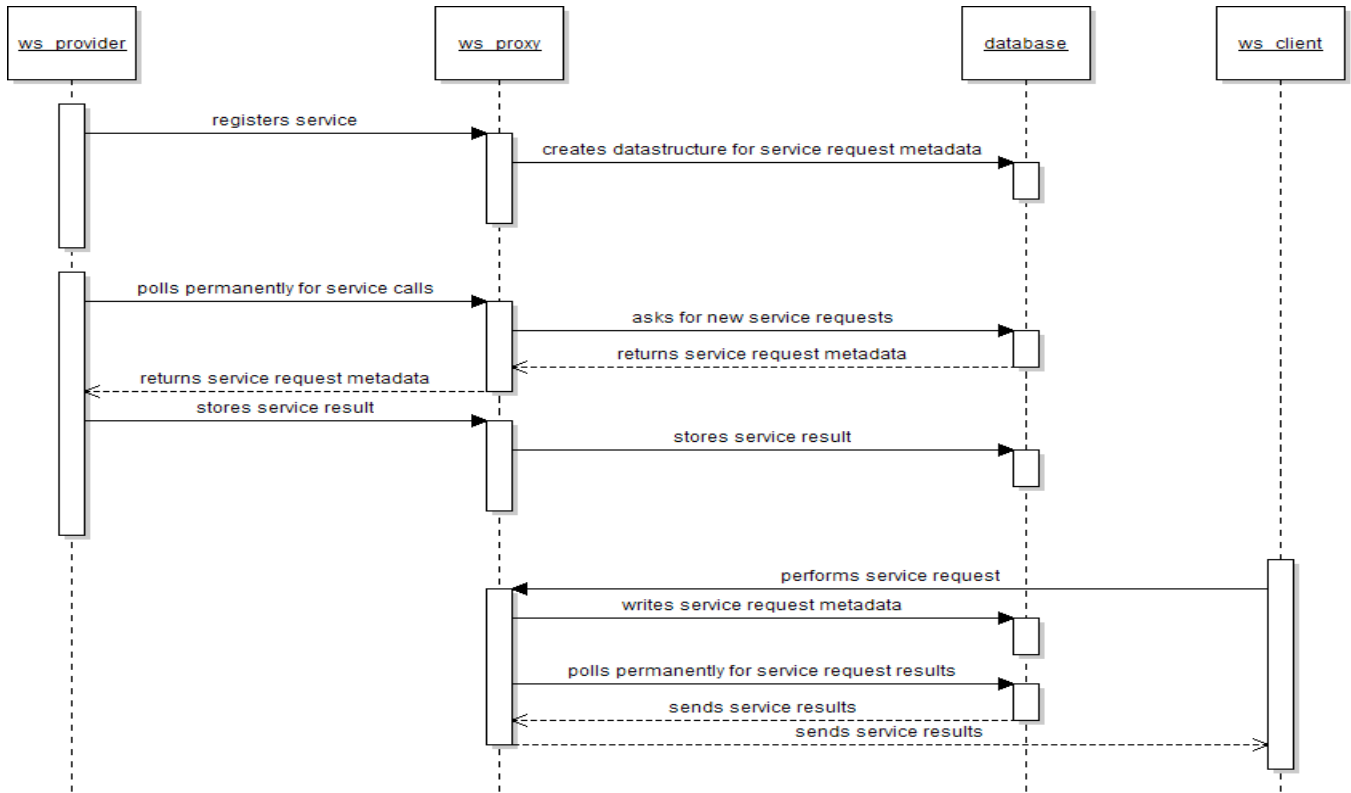 ws_provider
ws_proxy
database
ws_client
registers service
creates datastructure for service request metadata
polls permanently for service calls
asks for new service requests
returns service request metadata
returns service request metadata
stores service result
stores service result
performs service request
writes service request metadata
polls permanently for service request results
sends service results
sends service results